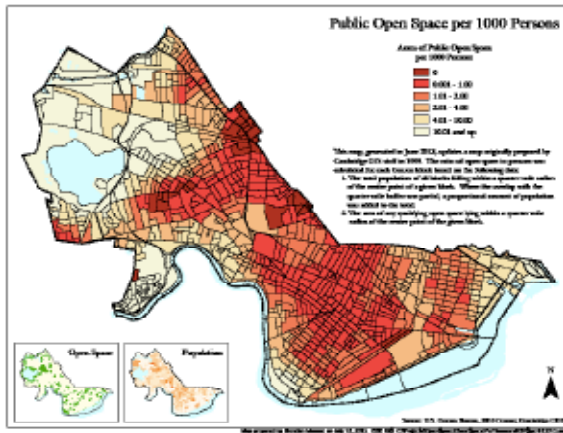 Public Open Space per 1000 Persons
Acres of Public Open Space
per 1000 Persons
0
0.001 - 1.00
1.01 - 2.00
2.01 - 4.00
4.01 - 10.00
10.01 and up
This map, generated in June 2012, updates a map originally prepared by
Cambridge GIS staff in The ratio of open space to persons was
calculated for each Census block based on the following data:
1. The total population of all blocks falling within a quarter mile radius
of the center point of a given block. Where the overlap with the
quarter mile buffer was partial, a proportional amount of population
was added to the total.
2. The area of any qualifying open space lying within a quarter mile
radius of the center point of the given block.
Open Space
Population
N
Source: U.S. Census Bureau, 2010 Census; Cambridge GIS